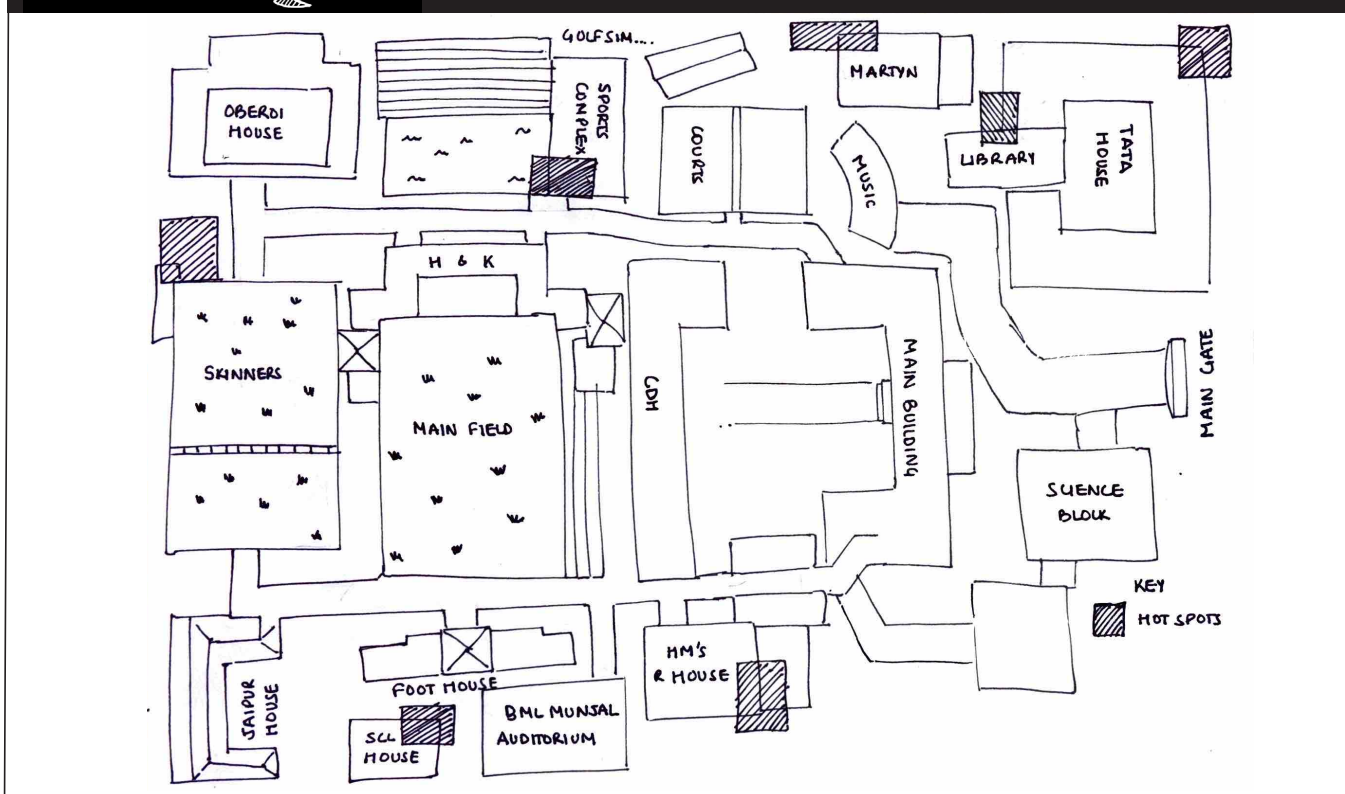 GOLFSIM....
OBERDI
HOUSE
SPORTS
COMPLEX
COURTS
MARTYN
MUSIC
LIBRARY
TATA
HOUSE
H & K
SKINNERS
MAIN FIELD
CDH
MAIN BUILDING
MAIN GATE
SCIENCE
BLOCK
KEY
HOT SPOTS
JAIPUR
HOUSE
FOOT HOUSE
SCL
HOUSE
BML MUNJAL
AUDITORIUM
HM'S
R HOUSE